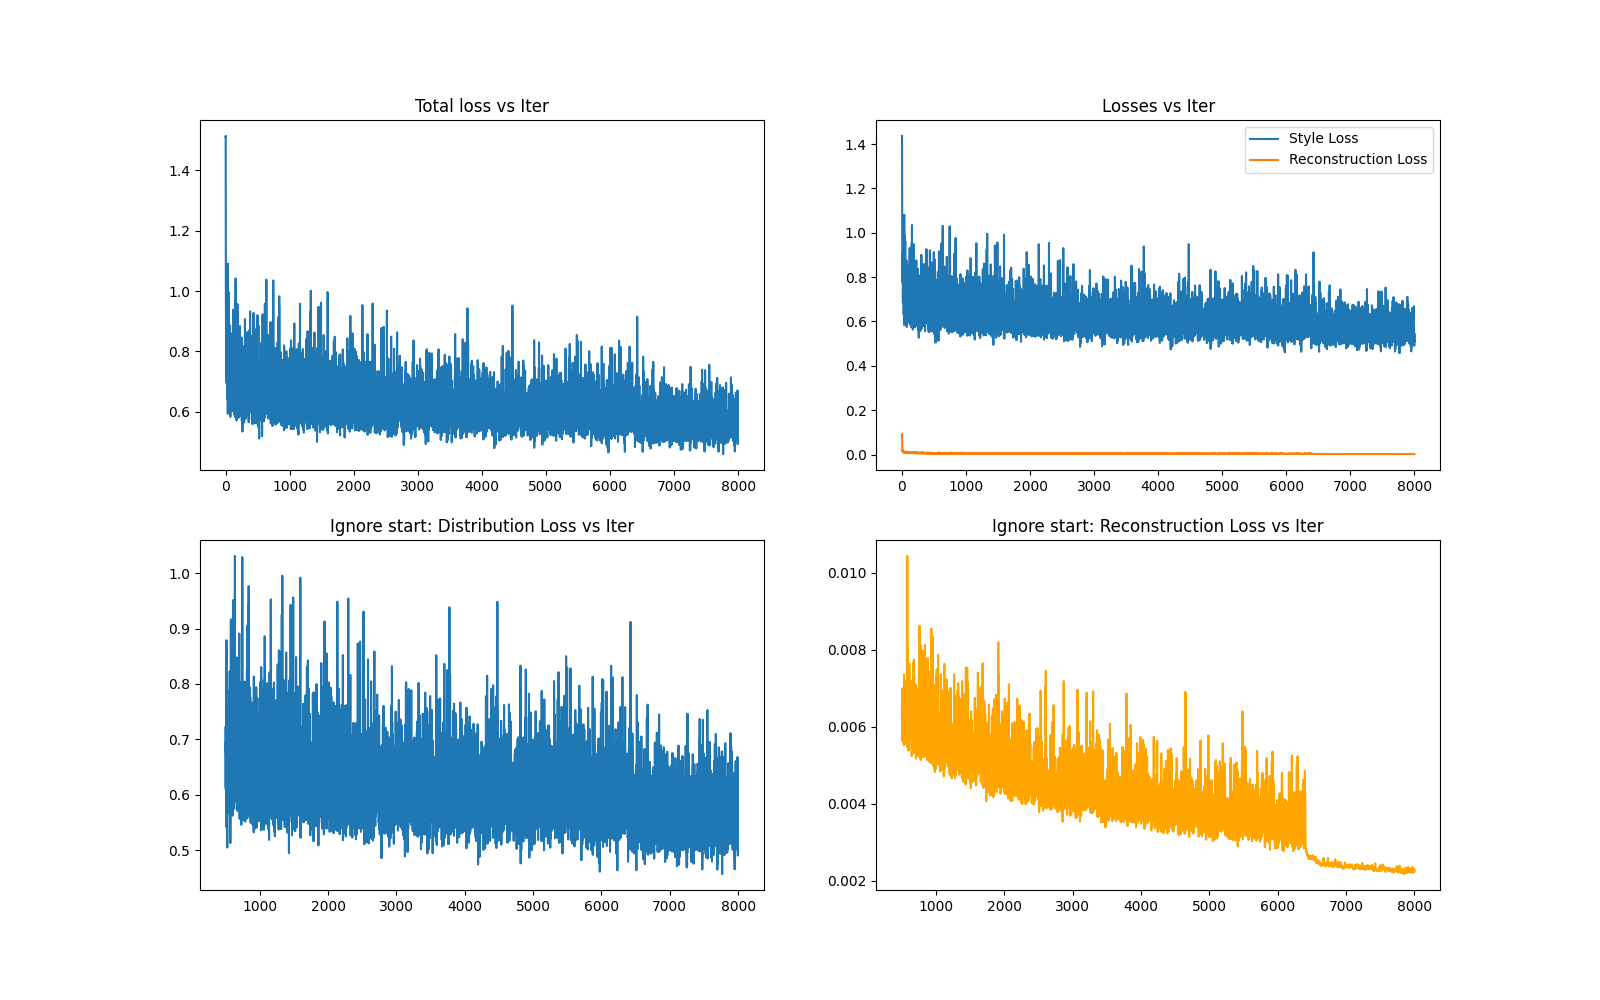 Total loss vs Iter
1.4
1.2
1.0
0.8
0.6
0 1000 2000 3000 4000 5000 6000 7000 8000
Losses vs Iter
Style Loss
Reconstruction Loss
1.4
1.2
1.0
0.8
0.6
0.4
0.2
0.0
0 1000 2000 3000 4000 5000 6000 7000 8000
Ignore start: Distribution Loss vs Iter
1.0
0.9
0.8
0.7
0.6
0.5
1000 2000 3000 4000 5000 6000 7000 8000
Ignore start: Reconstruction Loss vs Iter
0.010
0.008
0.006
0.004
0.002
1000 2000 3000 4000 5000 6000 7000 8000